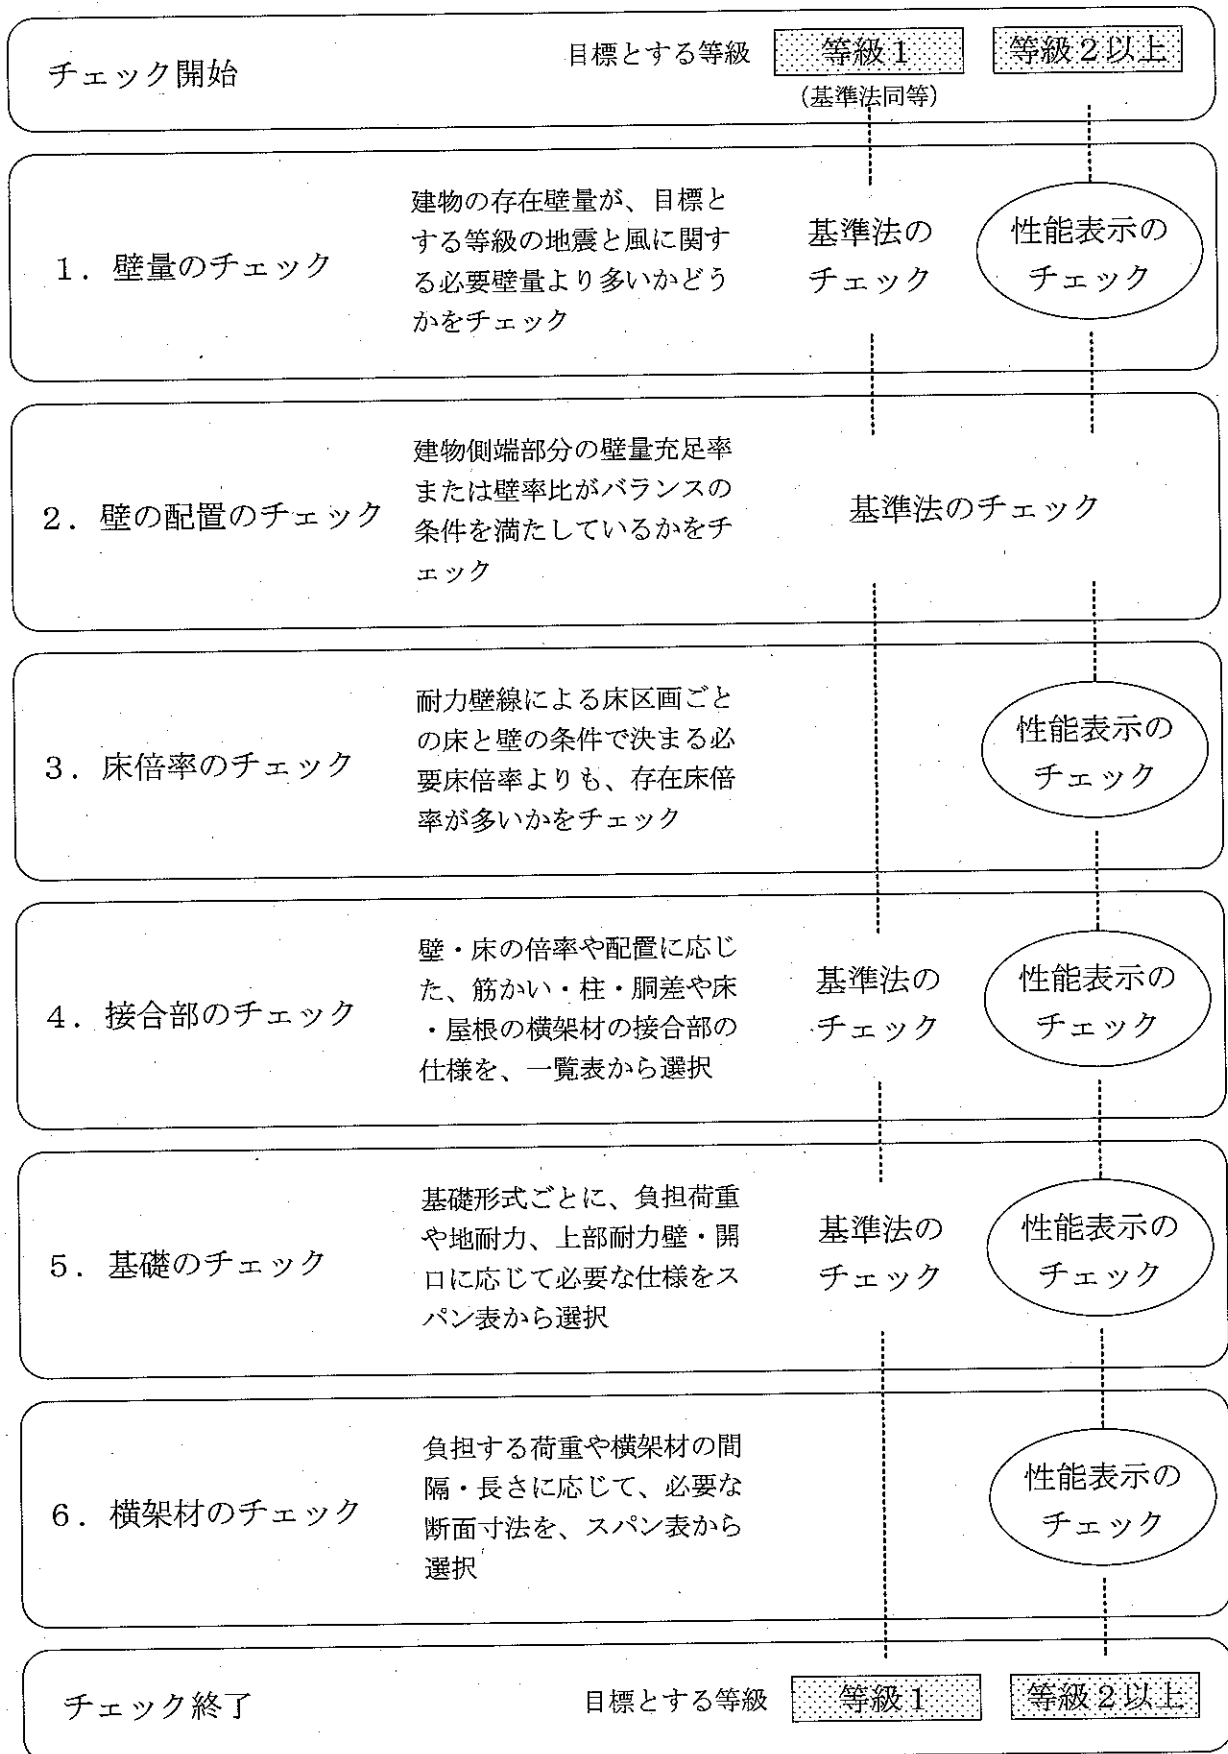 チェック開始
目標とする等級
等級1
等級2以上
(基準法同等)
1．壁量のチェック
建物の存在壁量が、目標と
する等級の地震と風に関す
る必要壁量より多いかどう
かをチェック
基準法の
チェック
性能表示の
チェック
2．壁の配置のチェック
建物側端部分の壁量充足率
または壁率比がバランスの
条件を満たしているかをチ
ェック
基準法のチェック
3．床倍率のチェック
耐力壁線による床区画ごと
の床と壁の条件で決まる必
要床倍率よりも、存在床倍
率が多いかをチェック
性能表示の
チェック
4．接合部のチェック
壁・床の倍率や配置に応じ
た、筋かい・柱・胴差や床
・屋根の横架材の接合部の
仕様を、一覧表から選択
基準法の
チェック
性能表示の
チェック
5．基礎のチェック
基礎形式ごとに、負担荷重
や地耐力、上部耐力壁・開
口に応じて必要な仕様をス
パン表から選択
基準法の
チェック
性能表示の
チェック
6．横架材のチェック
負担する荷重や横架材の間
隔・長さに応じて、必要な
断面寸法を、スパン表から
選択
性能表示の
チェック
チェック終了
目標とする等級
等級1
等級2以上